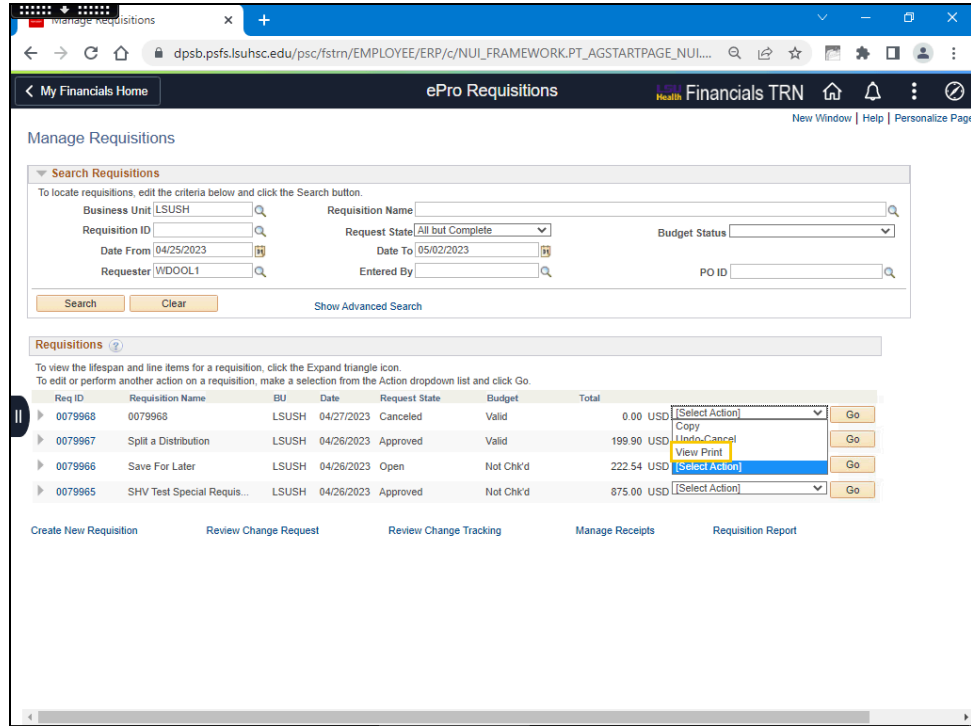 Manage Requisitions
dpsb.psfs.lsuhsc.edu/psc/fstrn/EMPLOYEE/ERP/c/NUI_FRAMEWORK.PT_AGSTARTPAGE_NUI....
My Financials Home ePro Requisitions LSU Health Financials TRN
New Window | Help | Personalize Page
Manage Requisitions
Search Requisitions
To locate requisitions, edit the criteria below and click the Search button.
Business Unit LSUSH Requisition Name
Requisition ID Request State All but Complete Budget Status
Date From 04/25/2023 Date To 05/02/2023
Requester WDOOL1 Entered By PO ID
Search Clear Show Advanced Search
Requisitions ?
To view the lifespan and line items for a requisition, click the Expand triangle icon.
To edit or perform another action on a requisition, make a selection from the Action dropdown list and click Go.
Req ID Requisition Name BU Date Request State Budget Total
0079968 0079968 LSUSH 04/27/2023 Canceled Valid 0.00 USD [Select Action] Go
Copy
0079967 Split a Distribution LSUSH 04/26/2023 Approved Valid 199.90 USD Undo-Cancel Go
View Print
0079966 Save For Later LSUSH 04/26/2023 Open Not Chk'd 222.54 USD [Select Action] Go
0079965 SHV Test Special Requis... LSUSH 04/26/2023 Approved Not Chk'd 875.00 USD [Select Action] Go
Create New Requisition Review Change Request Review Change Tracking Manage Receipts Requisition Report